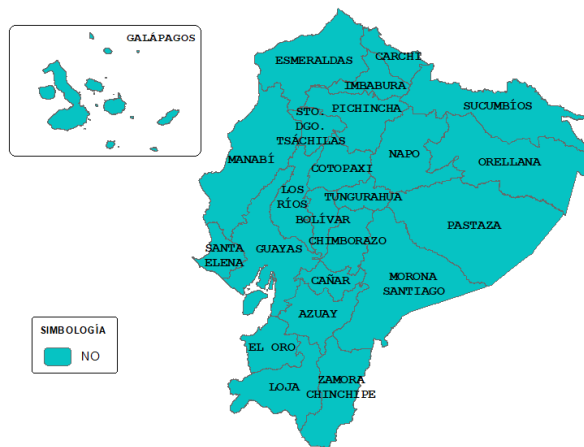 GALÁPAGOS
ESMERALDAS
CARCHI
IMBABURA
PICHINCHA
SUCUMBÍOS
STO.
DGO.
TSÁCHILAS
MANABÍ
COTOPAXI
NAPO
ORELLANA
LOS
RÍOS
TUNGURAHUA
BOLÍVAR
PASTAZA
SANTA
ELENA
GUAYAS
CHIMBORAZO
CAÑAR
MORONA
SANTIAGO
AZUAY
EL ORO
LOJA
ZAMORA
CHINCHIPE
SIMBOLOGÍA
NO